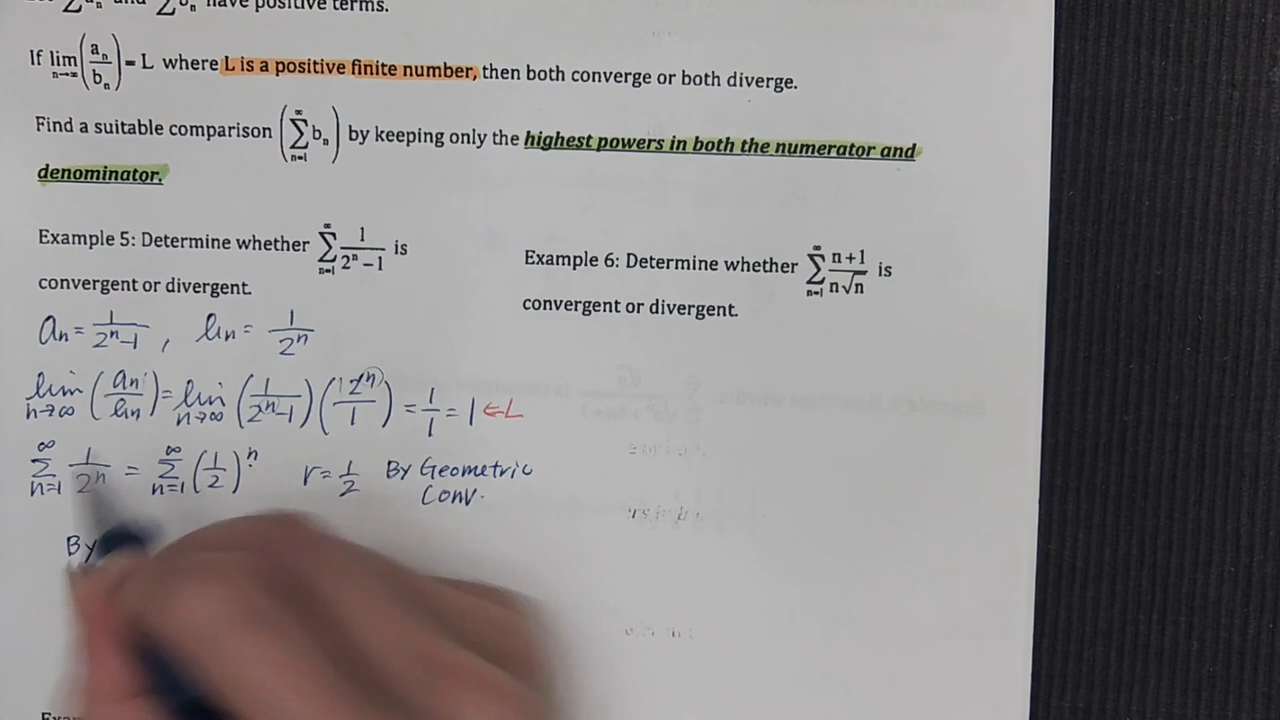 have positive terms.
If lim n→∞ (aₙ/bₙ) = L where L is a positive finite number, then both converge or both diverge.
Find a suitable comparison (∑ n=1 ∞ bₙ) by keeping only the highest powers in both the numerator and
denominator.
Example 5: Determine whether ∑ n=1 ∞ 1/(2ⁿ−1) is
convergent or divergent.
aₙ = 1/(2ⁿ−1) , bₙ = 1/2ⁿ
lim n→∞ (aₙ/bₙ) = lim n→∞ (1/(2ⁿ−1)) (1·2ⁿ/1) = 1/1 = 1 ← L
∑ n=1 ∞ 1/2ⁿ = ∑ n=1 ∞ (1/2)ⁿ r = 1/2 By Geometric
Conv.
By
Example 6: Determine whether ∑ n=1 ∞ (n+1)/(n√n) is
convergent or divergent.